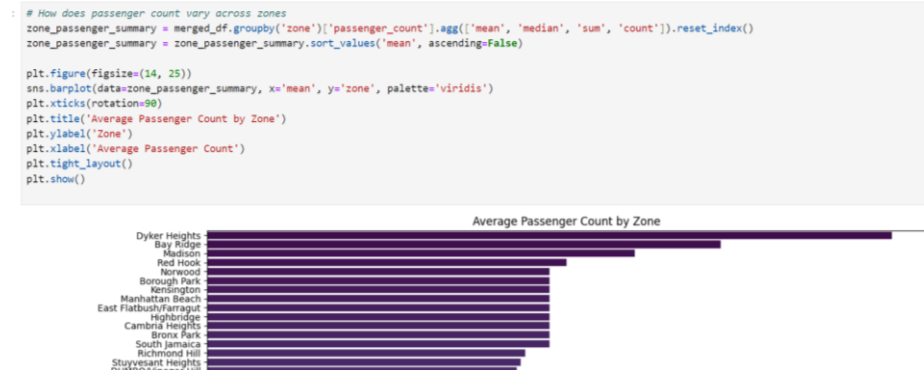 : # How does passenger count vary across zones
zone_passenger_summary = merged_df.groupby('zone')['passenger_count'].agg(['mean', 'median', 'sum', 'count']).reset_index()
zone_passenger_summary = zone_passenger_summary.sort_values('mean', ascending=False)
plt.figure(figsize=(14, 25))
sns.barplot(data=zone_passenger_summary, x='mean', y='zone', palette='viridis')
plt.xticks(rotation=90)
plt.title('Average Passenger Count by Zone')
plt.ylabel('Zone')
plt.xlabel('Average Passenger Count')
plt.tight_layout()
plt.show()
Average Passenger Count by Zone
Dyker Heights
Bay Ridge
Madison
Red Hook
Norwood
Borough Park
Kensington
Manhattan Beach
East Flatbush/Farragut
Highbridge
Cambria Heights
Bronx Park
South Jamaica
Richmond Hill
Stuyvesant Heights